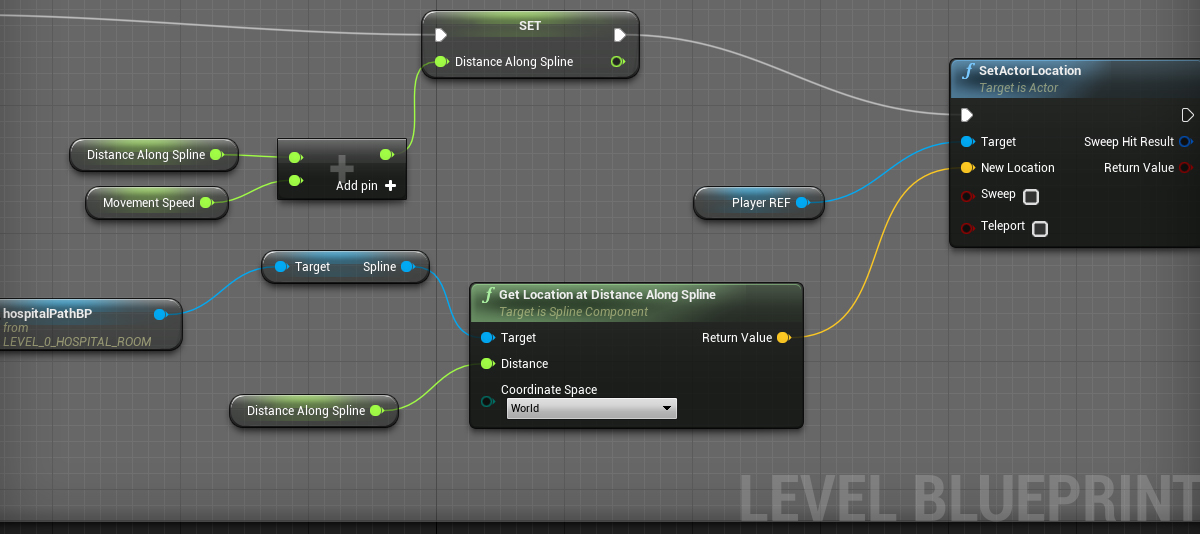 SET
Distance Along Spline
f SetActorLocation
Target is Actor
Target
Sweep Hit Result
New Location
Return Value
Sweep
Teleport
Distance Along Spline
Movement Speed
Add pin +
Player REF
Target
Spline
hospitalPathBP
from
LEVEL_0_HOSPITAL_ROOM
f Get Location at Distance Along Spline
Target is Spline Component
Target
Return Value
Distance
Coordinate Space
World
Distance Along Spline
LEVEL BLUEPRINT